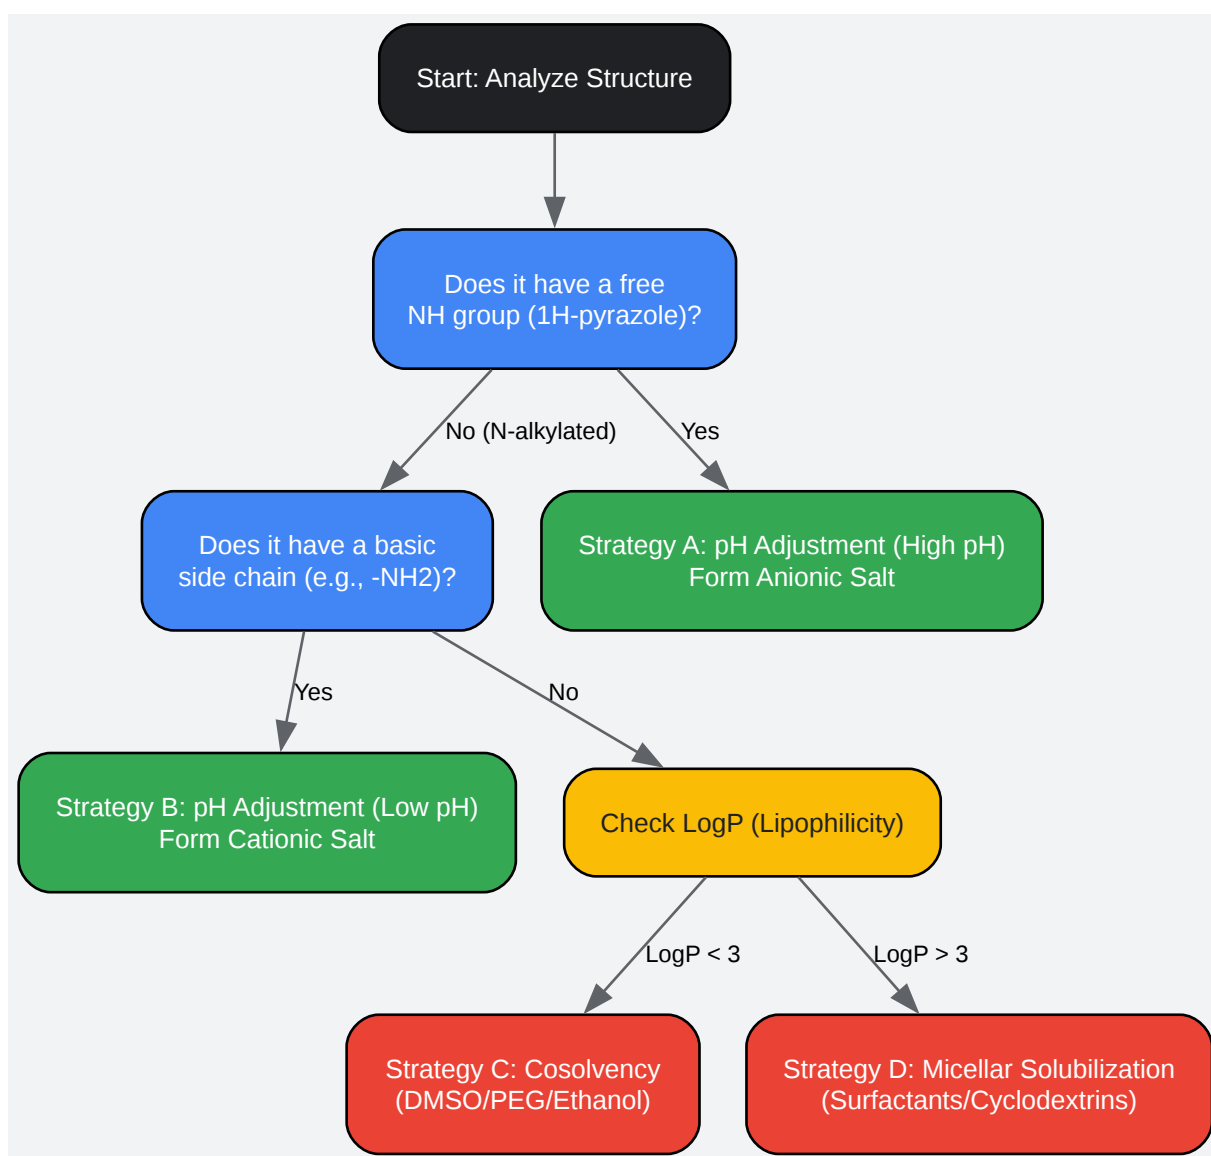 Start: Analyze Structure
Does it have a free
NH group (1H-pyrazole)?
No (N-alkylated)
Yes
Does it have a basic
side chain (e.g., -NH2)?
Strategy A: pH Adjustment (High pH)
Form Anionic Salt
Yes
No
Strategy B: pH Adjustment (Low pH)
Form Cationic Salt
Check LogP (Lipophilicity)
LogP < 3
LogP > 3
Strategy C: Cosolvency
(DMSO/PEG/Ethanol)
Strategy D: Micellar Solubilization
(Surfactants/Cyclodextrins)